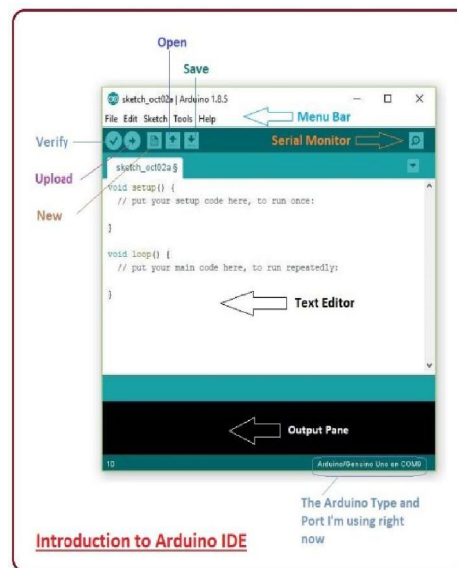 Open
Save
sketch_oct02a | Arduino 1.8.5
File Edit Sketch Tools Help
Menu Bar
Verify
Serial Monitor
Upload
sketch_oct02a §
New
void setup() {
// put your setup code here, to run once:
}
void loop() {
// put your main code here, to run repeatedly:
}
Text Editor
Output Pane
10
Arduino/Genuino Uno on COM9
The Arduino Type and
Port I'm using right
now
Introduction to Arduino IDE